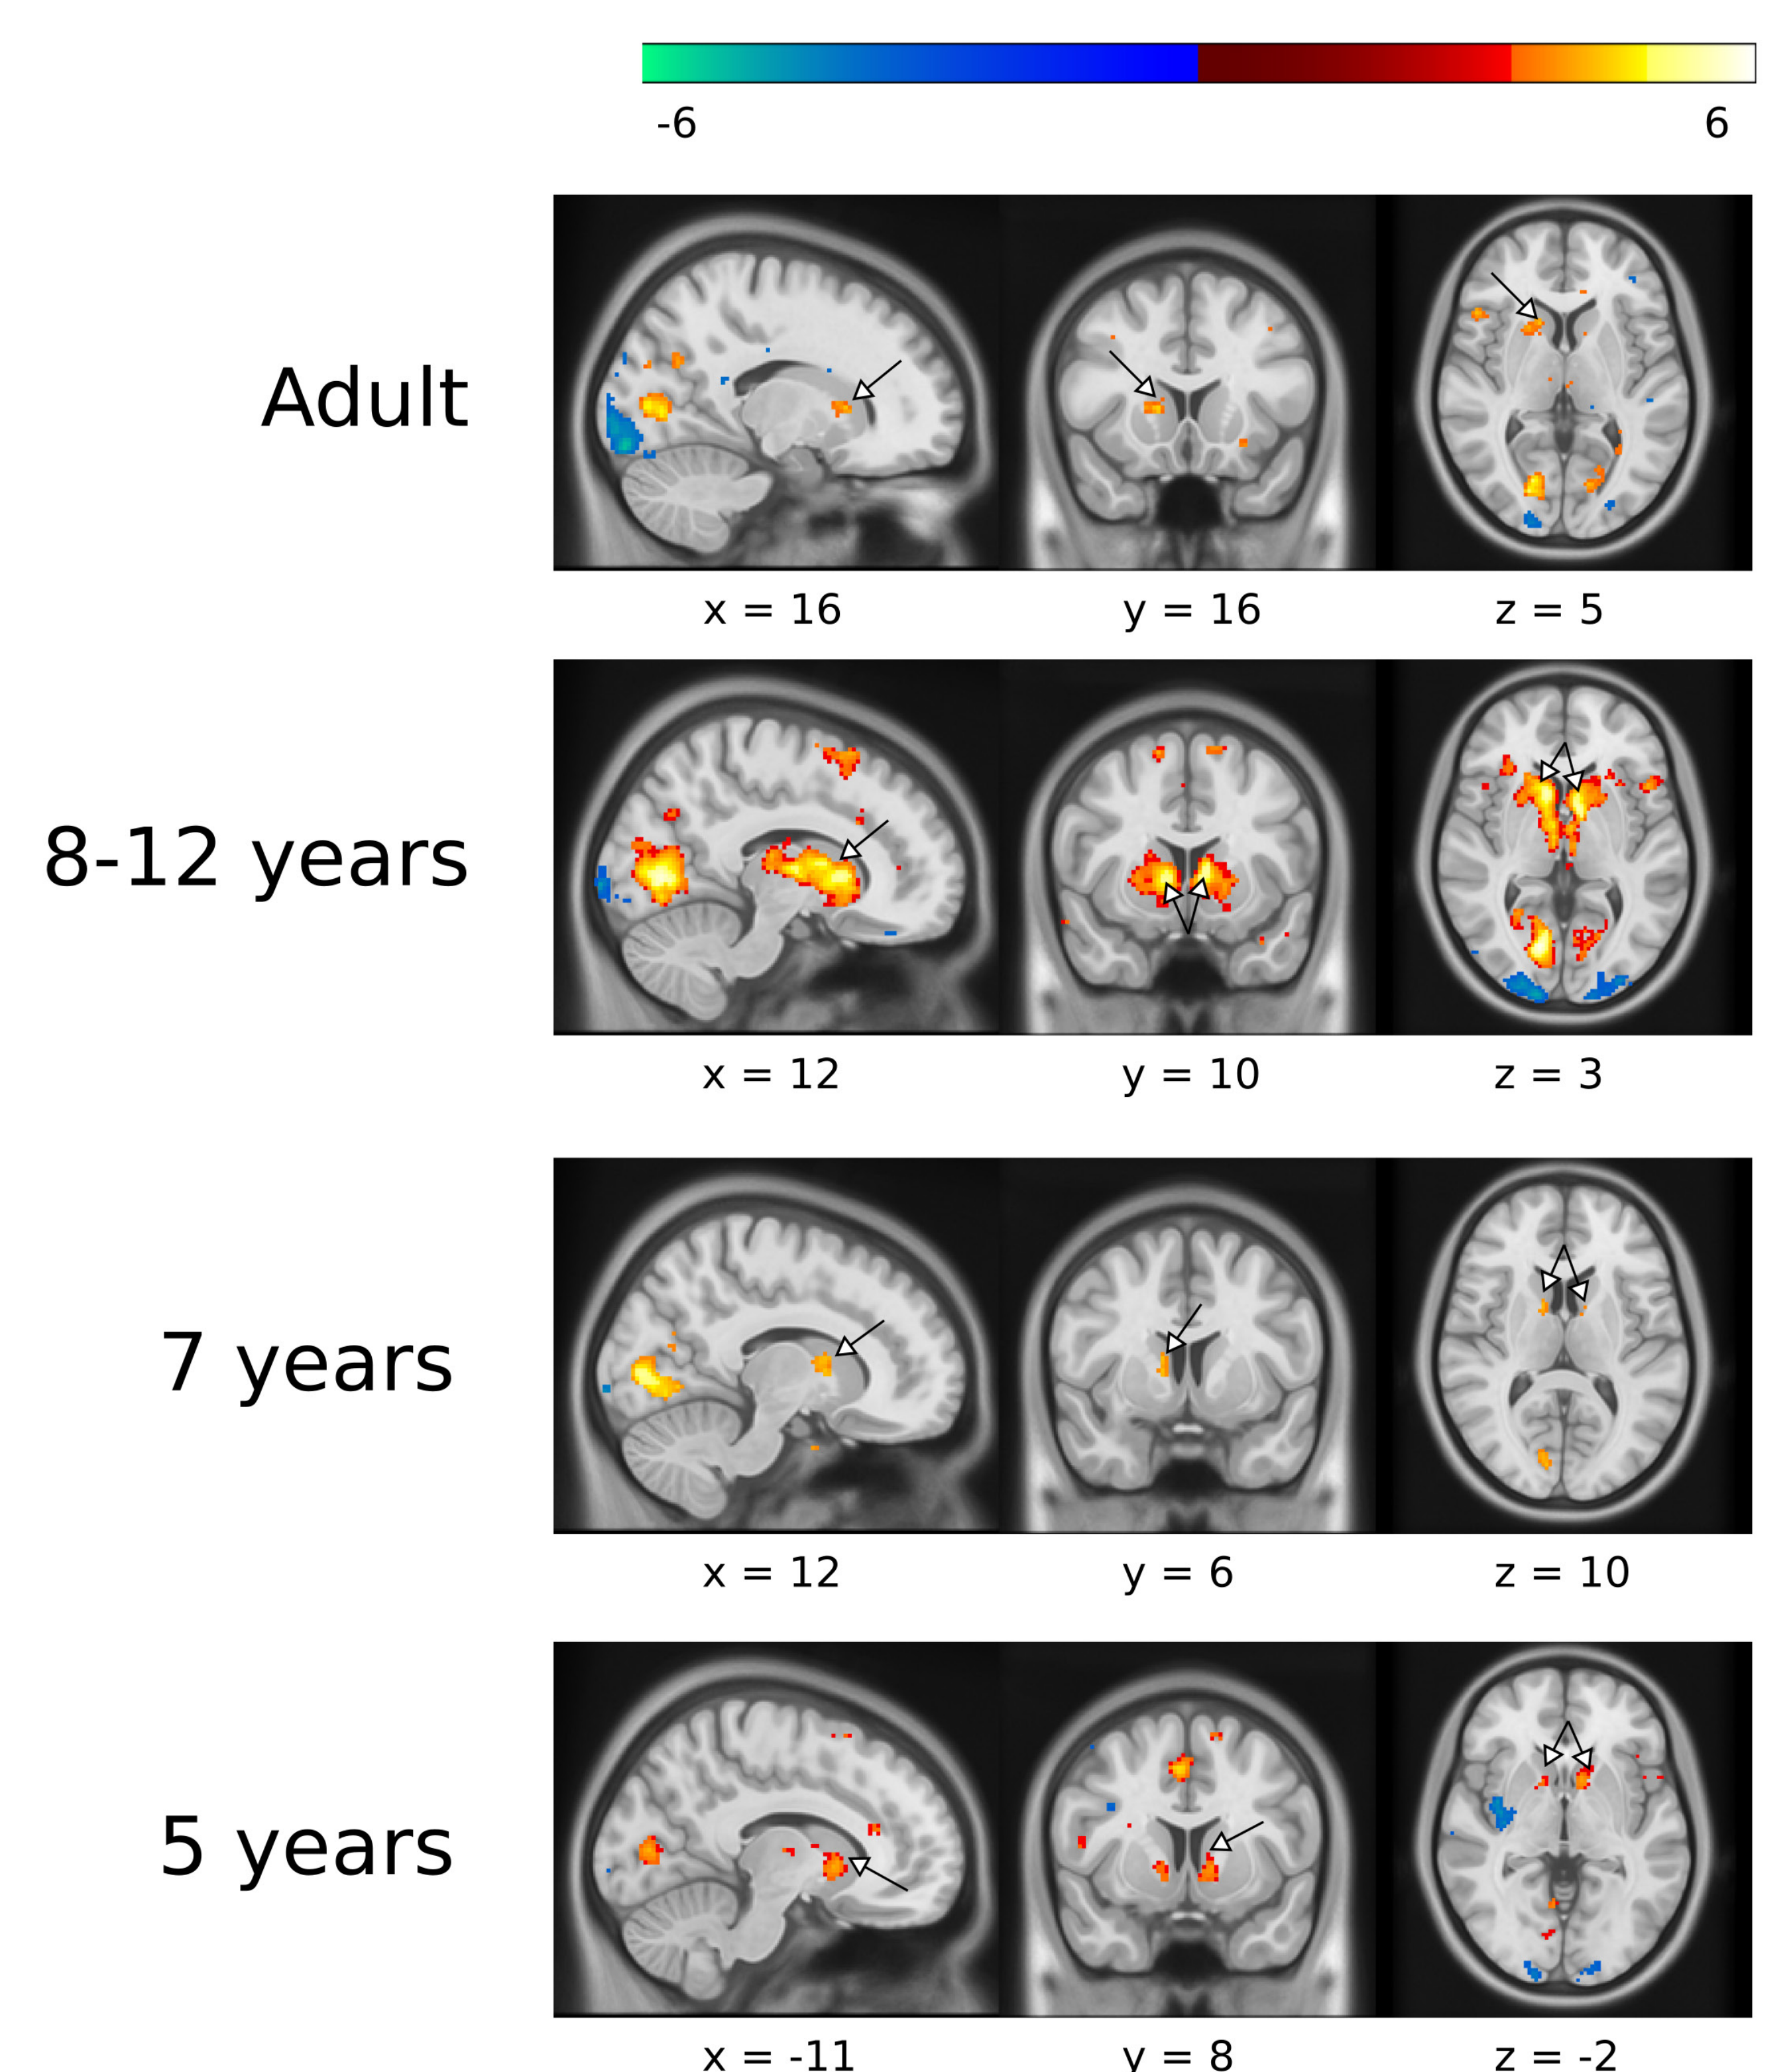 -6 6
Adult
x = 16 y = 16 z = 5
8-12 years
x = 12 y = 10 z = 3
7 years
x = 12 y = 6 z = 10
5 years
x = -11 y = 8 z = -2